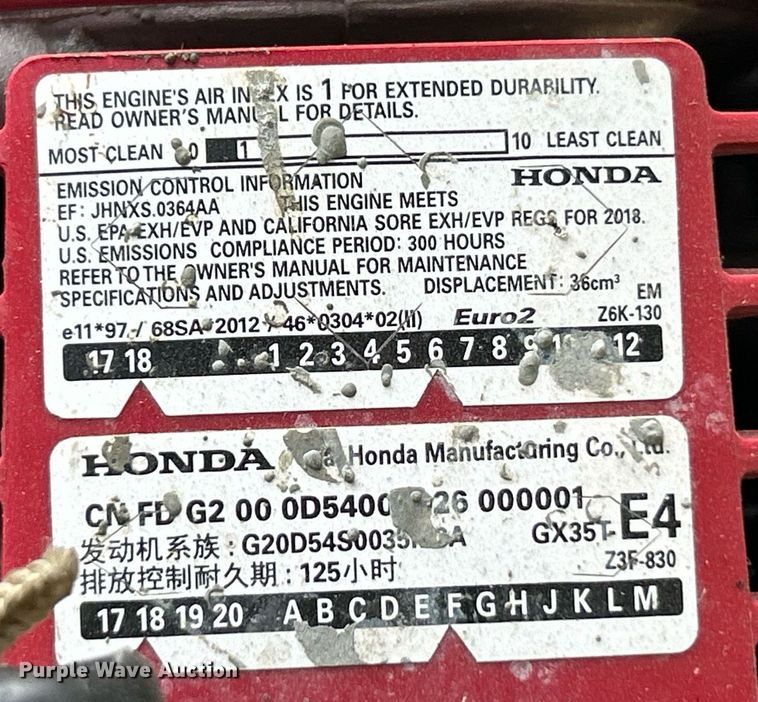 THIS ENGINE'S AIR INDEX IS 1 FOR EXTENDED DURABILITY.
READ OWNER'S MANUAL FOR DETAILS.
MOST CLEAN 0 1 10 LEAST CLEAN
EMISSION CONTROL INFORMATION HONDA
EF: JHNXS.0364AA THIS ENGINE MEETS
U.S. EPA EXH/EVP AND CALIFORNIA SORE EXH/EVP REGS FOR 2018.
U.S. EMISSIONS COMPLIANCE PERIOD: 300 HOURS
REFER TO THE OWNER'S MANUAL FOR MAINTENANCE
SPECIFICATIONS AND ADJUSTMENTS. DISPLACEMENT: 36cm³ EM
e11*97 / 68SA*2012 / 46*0304*02(II) Euro2 Z6K-130
17 18 1 2 3 4 5 6 7 8 9 10 12
HONDA Honda Manufacturing Co., Ltd.
CN FD G2 00 26 000001
发动机系族: GX35T- E4
排放控制耐久期: 125小时 Z3F-830
17 18 19 20 A B C D E F G H J K L M
Purple Wave Auction